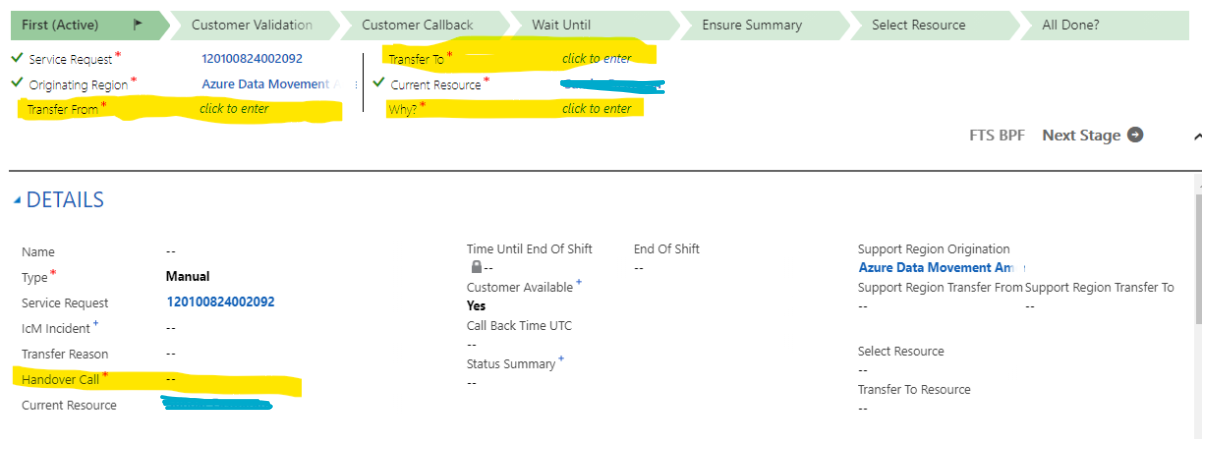 First (Active) Customer Validation Customer Callback Wait Until Ensure Summary Select Resource All Done?
Service Request * 120100824002092 Transfer To * click to enter
Originating Region * Azure Data Movement Current Resource *
Transfer From * click to enter Why? * click to enter
FTS BPF Next Stage
DETAILS
Name -- Time Until End Of Shift End Of Shift Support Region Origination
Type * Manual -- -- Azure Data Movement Am
Service Request 120100824002092 Customer Available + Support Region Transfer From Support Region Transfer To
Yes -- --
IcM Incident + -- Call Back Time UTC
Transfer Reason -- -- Select Resource
Status Summary + --
Handover Call * -- -- Transfer To Resource
Current Resource --